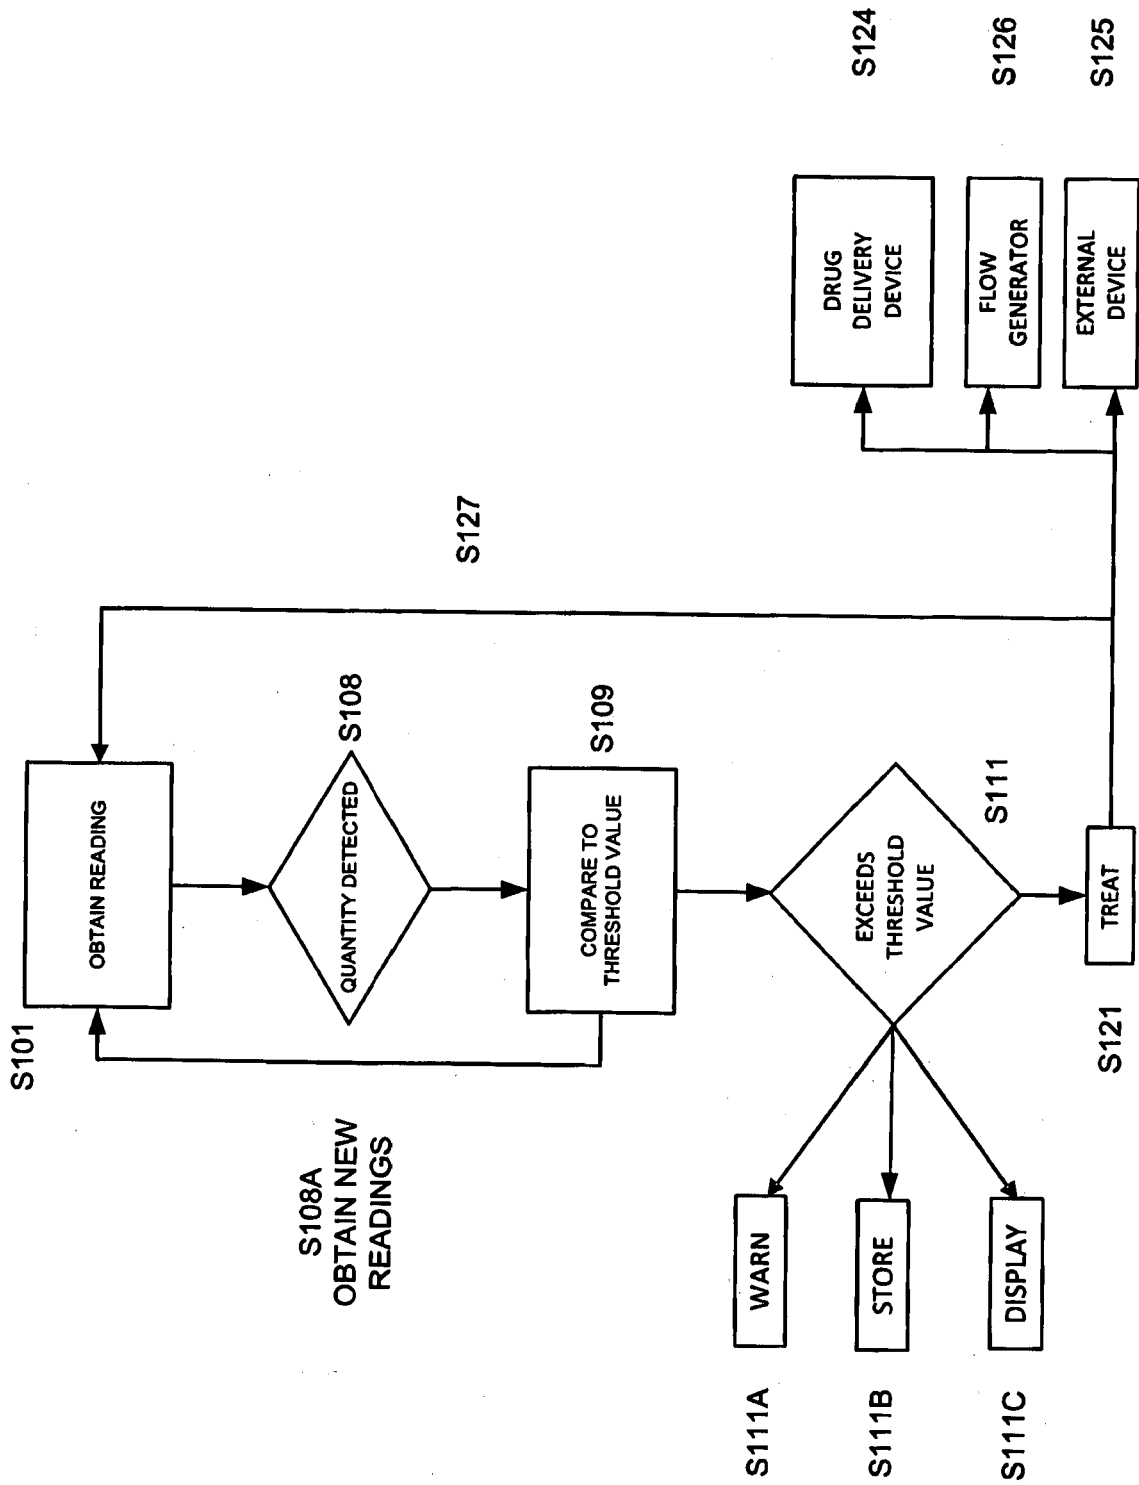 S101
OBTAIN READING
S108
QUANTITY DETECTED
S108A
OBTAIN NEW
READINGS
S127
S109
COMPARE TO
THRESHOLD VALUE
S111
EXCEEDS
THRESHOLD
VALUE
S111A
WARN
S111B
STORE
S111C
DISPLAY
S121
TREAT
DRUG
DELIVERY
DEVICE
S124
FLOW
GENERATOR
S126
EXTERNAL
DEVICE
S125